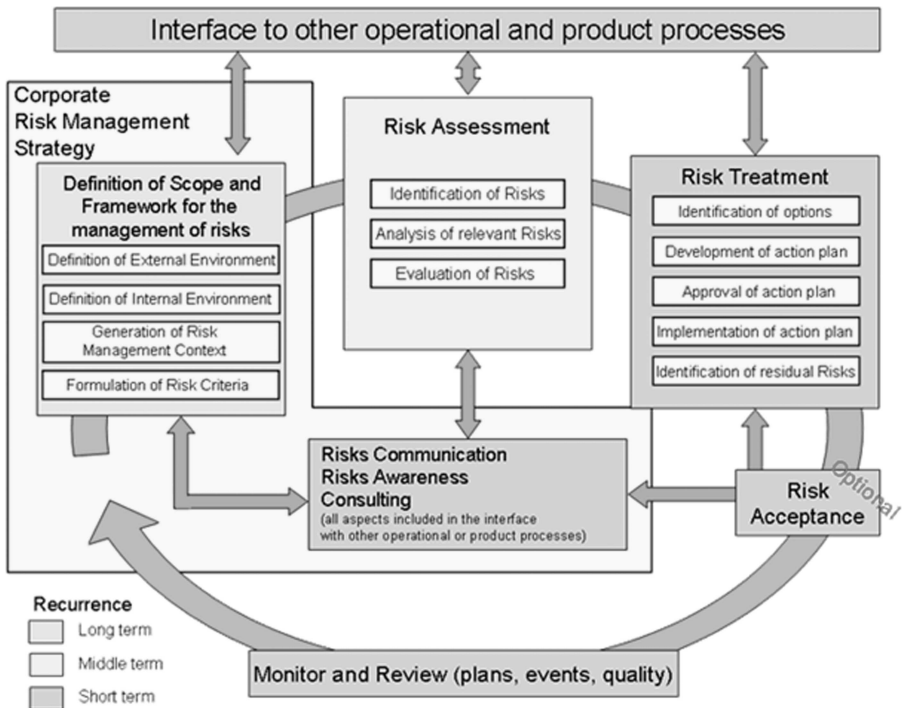 Interface to other operational and product processes
Corporate
Risk Management
Strategy
Definition of Scope and
Framework for the
management of risks
Definition of External Environment
Definition of Internal Environment
Generation of Risk
Management Context
Formulation of Risk Criteria
Risk Assessment
Identification of Risks
Analysis of relevant Risks
Evaluation of Risks
Risk Treatment
Identification of options
Development of action plan
Approval of action plan
Implementation of action plan
Identification of residual Risks
Risks Communication
Risks Awareness
Consulting
(all aspects included in the interface
with other operational or product processes)
Optional
Risk
Acceptance
Recurrence
Long term
Middle term
Short term
Monitor and Review (plans, events, quality)